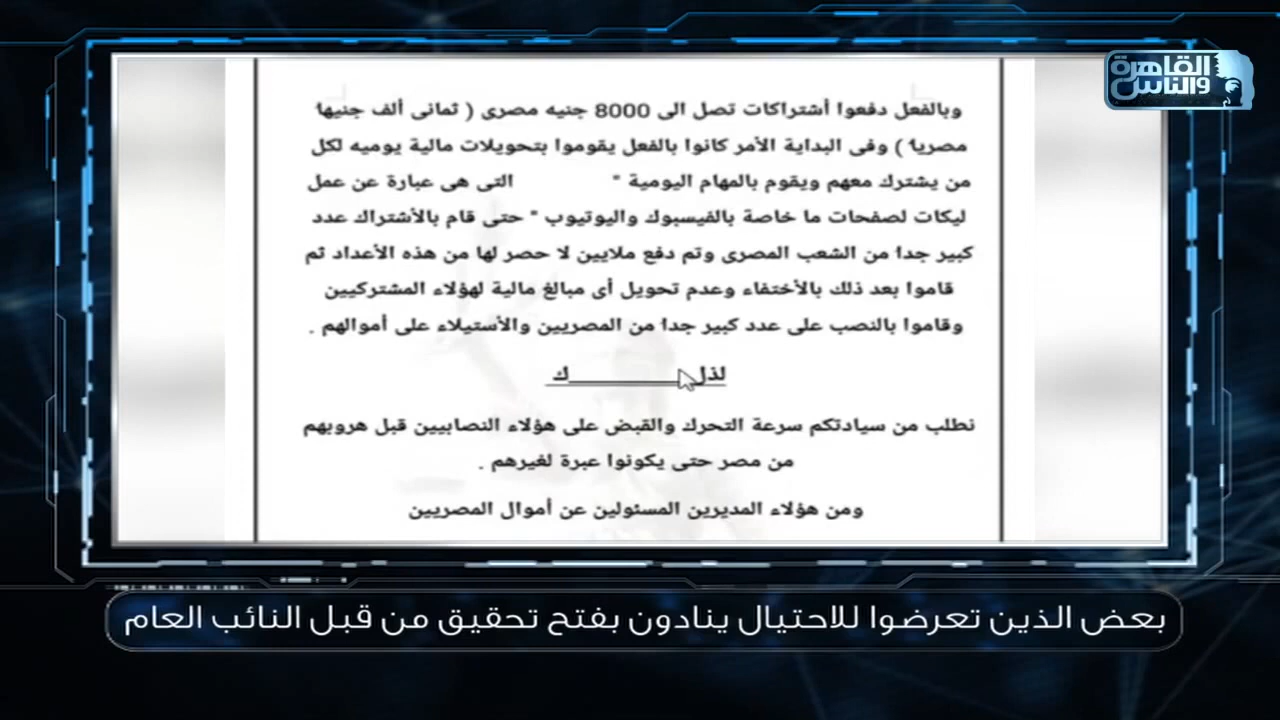 القاهرة
والناس
وبالفعل دفعوا أشتراكات تصل الى 8000 جنيه مصرى ( ثمانى ألف جنيها
مصريا ) وفى البداية الأمر كانوا بالفعل يقوموا بتحويلات مالية يوميه لكل
من يشترك معهم ويقوم بالمهام اليومية " التى هى عبارة عن عمل
ليكات لصفحات ما خاصة بالفيسبوك واليوتيوب " حتى قام بالأشتراك عدد
كبير جدا من الشعب المصرى وتم دفع ملايين لا حصر لها من هذه الأعداد ثم
قاموا بعد ذلك بالأختفاء وعدم تحويل أى مبالغ مالية لهؤلاء المشتركيين
وقاموا بالنصب على عدد كبير جدا من المصريين والأستيلاء على أموالهم .
لذل__________ك
نطلب من سيادتكم سرعة التحرك والقبض على هؤلاء النصابيين قبل هروبهم
من مصر حتى يكونوا عبرة لغيرهم .
ومن هؤلاء المديرين المسئولين عن أموال المصريين
بعض الذين تعرضوا للاحتيال ينادون بفتح تحقيق من قبل النائب العام